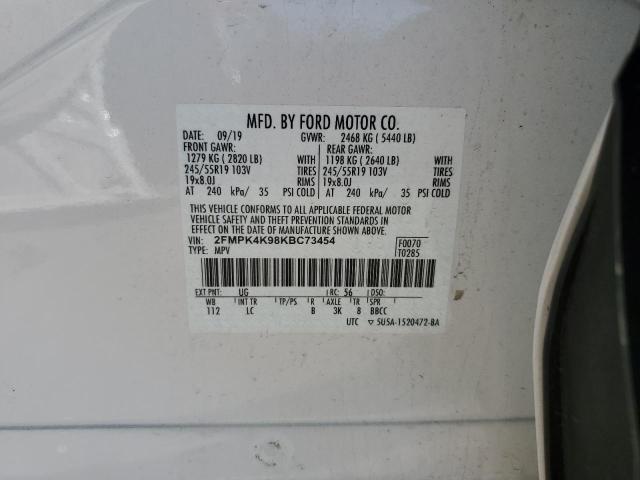 MFD. BY FORD MOTOR CO.
DATE: 09/19 GVWR: 2468 KG ( 5440 LB)
FRONT GAWR: REAR GAWR:
1279 KG ( 2820 LB) WITH 1198 KG ( 2640 LB) WITH
245/55R19 103V TIRES 245/55R19 103V TIRES
19x8.0J RIMS 19x8.0J RIMS
AT 240 kPa/ 35 PSI COLD AT 240 kPa/ 35 PSI COLD
THIS VEHICLE CONFORMS TO ALL APPLICABLE FEDERAL MOTOR
VEHICLE SAFETY AND THEFT PREVENTION STANDARDS IN
EFFECT ON THE DATE OF MANUFACTURE SHOWN ABOVE.
VIN: 2FMPK4K98KBC73454 F0070
TYPE: MPV T0285
EXT PNT: UG RC: 56 DSO:
WB INT TR TP/PS R AXLE TR SPR
112 LC B 3K 8 BBCC
UTC ▽ 5U5A-1520472-BA